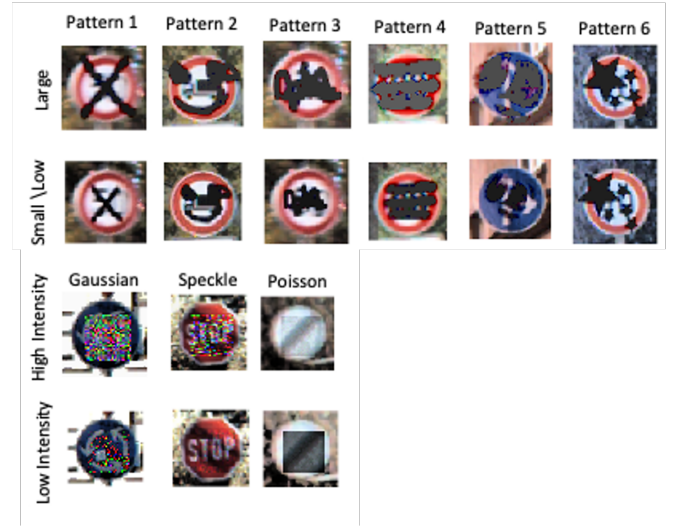 Pattern 1 Pattern 2 Pattern 3 Pattern 4 Pattern 5 Pattern 6
Large
Small \Low
Gaussian Speckle Poisson
High Intensity
STOP
Low Intensity
STOP